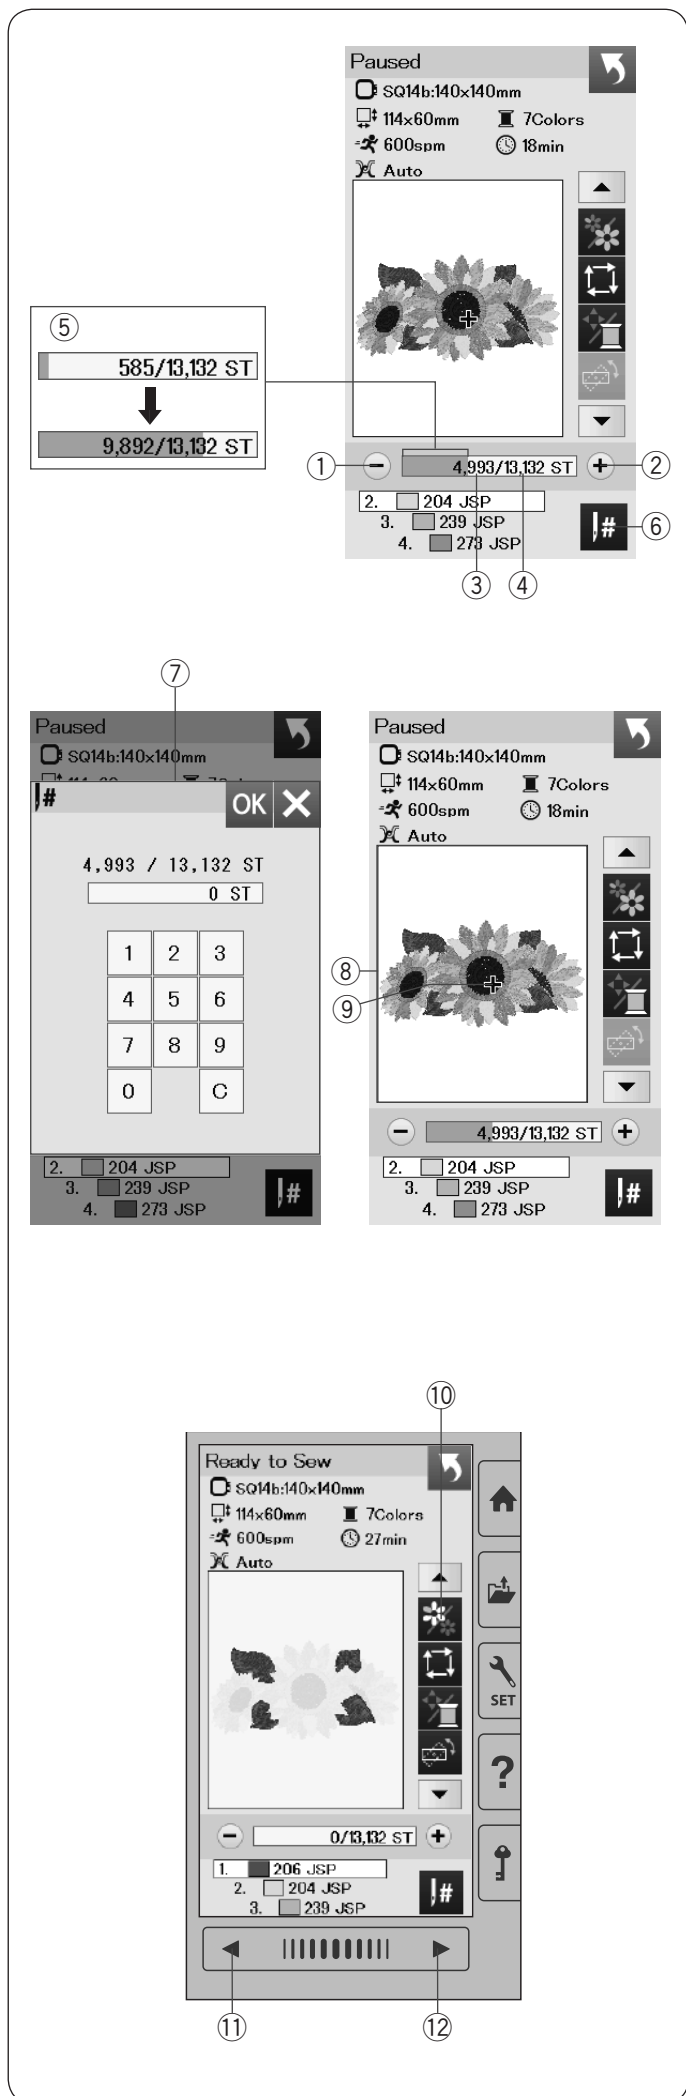 Paused
SQ14b:140x140mm
114x60mm 7Colors
600spm 18min
Auto
⑤
585/13,132 ST
9,892/13,132 ST
① 4,993/13,132 ST ②
2. 204 JSP
3. 239 JSP
4. 273 JSP
# ⑥
③ ④
⑦
Paused
SQ14b:140x140mm
# OK
4,993 / 13,132 ST
0 ST
1 2 3
4 5 6
7 8 9
0 C
2. 204 JSP
3. 239 JSP
4. 273 JSP
#
Paused
SQ14b:140x140mm
114x60mm 7Colors
600spm 18min
Auto
⑧
⑨
4,993/13,132 ST
2. 204 JSP
3. 239 JSP
4. 273 JSP
#
⑩
Ready to Sew
SQ14b:140x140mm
114x60mm 7Colors
600spm 27min
Auto
SET
?
0/13,132 ST
1. 206 JSP
2. 204 JSP
3. 239 JSP
#
⑪ ⑫